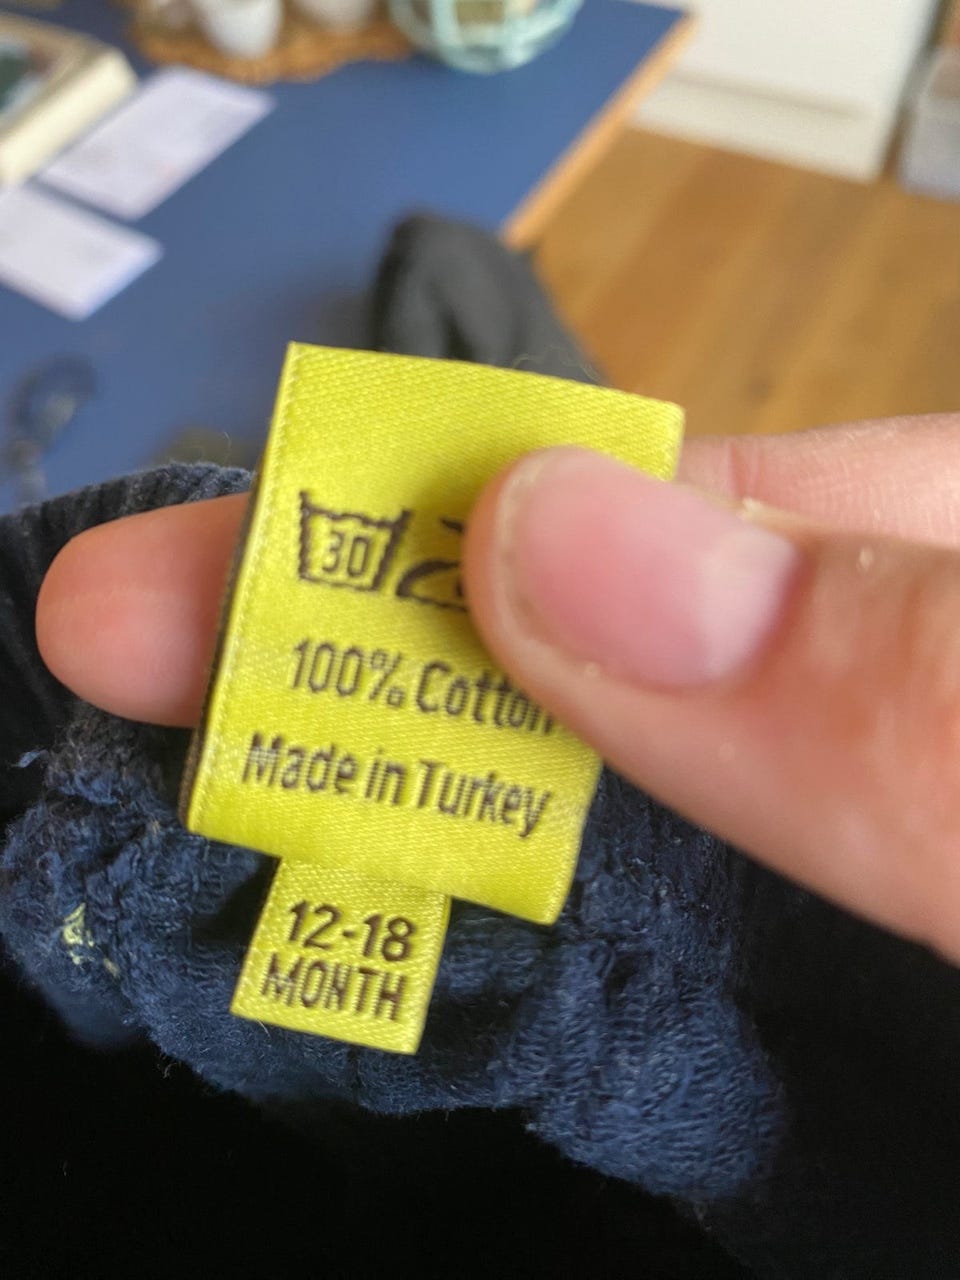 30
100% Cotton
Made in Turkey
12-18
MONTH